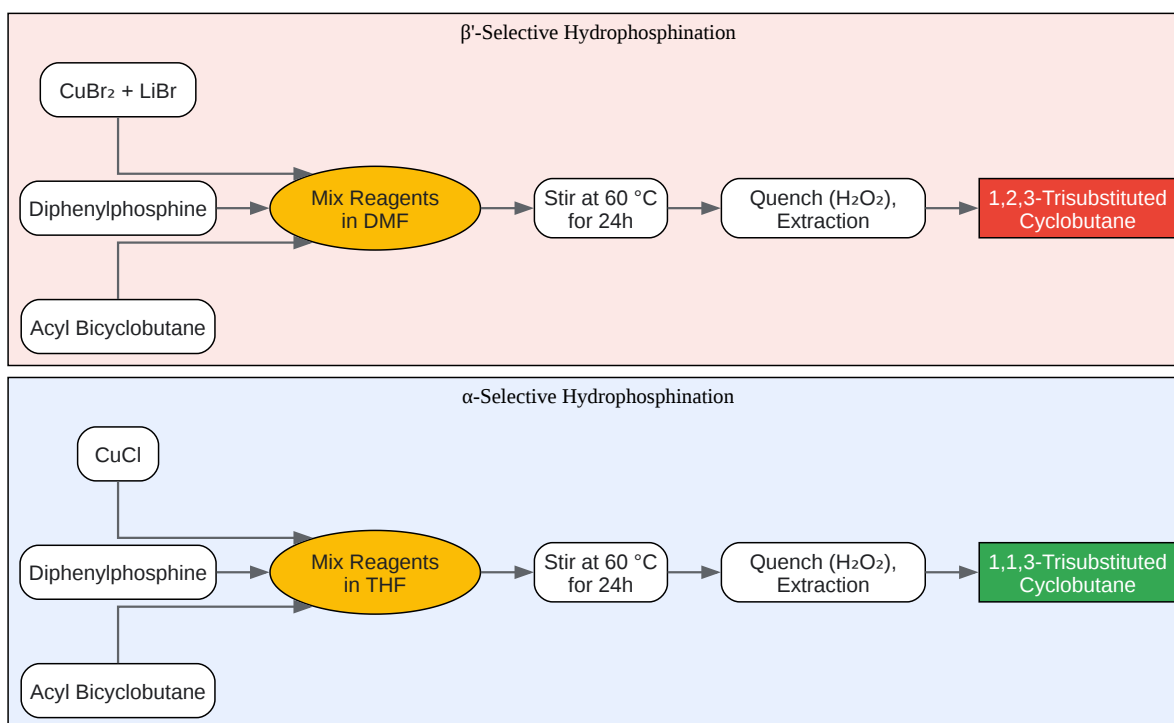 β'-Selective Hydrophosphination
CuBr₂ + LiBr
Diphenylphosphine
Acyl Bicyclobutane
Mix Reagents
in DMF
Stir at 60 °C
for 24h
Quench (H₂O₂),
Extraction
1,2,3-Trisubstituted
Cyclobutane
α-Selective Hydrophosphination
CuCl
Diphenylphosphine
Acyl Bicyclobutane
Mix Reagents
in THF
Stir at 60 °C
for 24h
Quench (H₂O₂),
Extraction
1,1,3-Trisubstituted
Cyclobutane